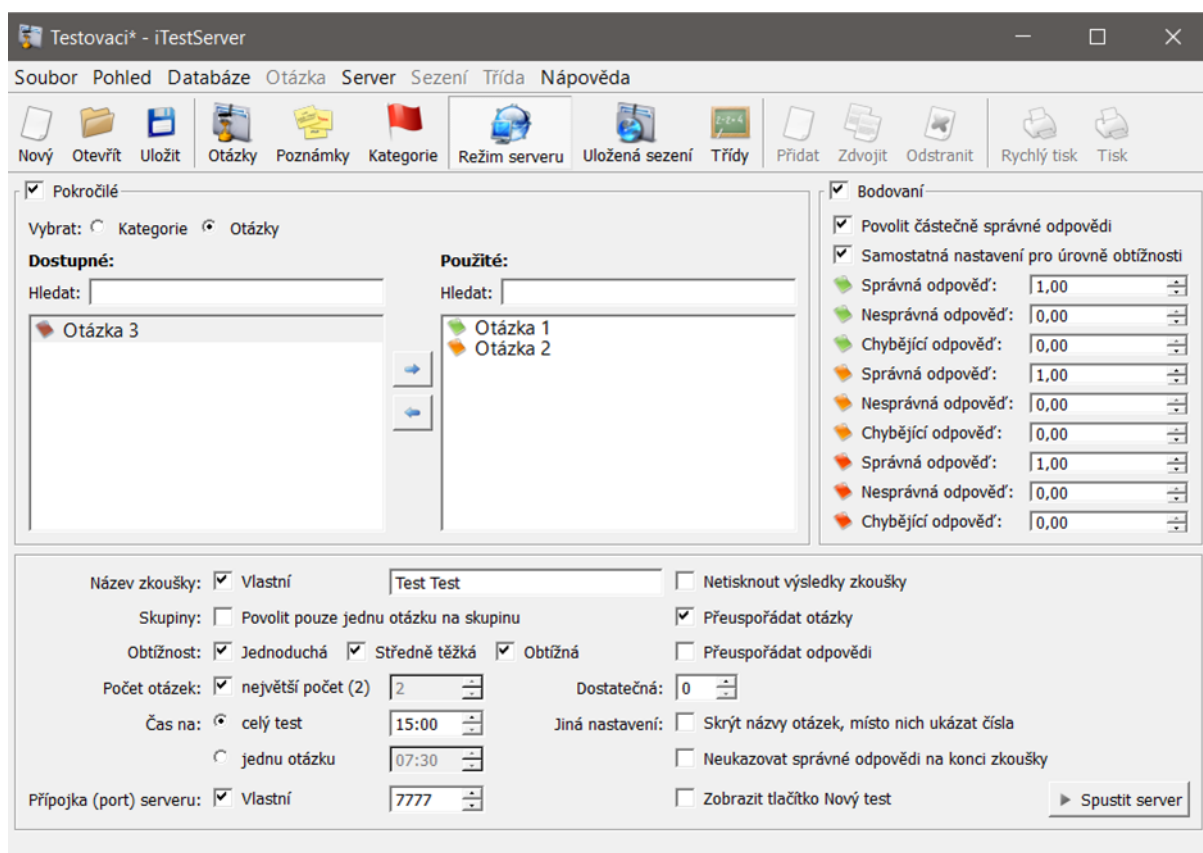 Testovaci* - iTestServer
Soubor Pohled Databáze Otázka Server Sezení Třída Nápověda
Nový Otevřít Uložit Otázky Poznámky Kategorie Režim serveru Uložená sezení Třídy Přidat Zdvojit Odstranit Rychlý tisk Tisk
Pokročilé
Vybrat: Kategorie Otázky
Dostupné:
Hledat:
Otázka 3
Použité:
Hledat:
Otázka 1
Otázka 2
Bodovaní
Povolit částečně správné odpovědi
Samostatná nastavení pro úrovně obtížnosti
Správná odpověď: 1,00
Nesprávná odpověď: 0,00
Chybějící odpověď: 0,00
Správná odpověď: 1,00
Nesprávná odpověď: 0,00
Chybějící odpověď: 0,00
Správná odpověď: 1,00
Nesprávná odpověď: 0,00
Chybějící odpověď: 0,00
Název zkoušky: Vlastní Test Test Netisknout výsledky zkoušky
Skupiny: Povolit pouze jednu otázku na skupinu Přeuspořádat otázky
Obtížnost: Jednoduchá Středně těžká Obtížná Přeuspořádat odpovědi
Počet otázek: největší počet (2) 2 Dostatečná: 0
Čas na: celý test 15:00 Jiná nastavení: Skrýt názvy otázek, místo nich ukázat čísla
jednu otázku 07:30 Neukazovat správné odpovědi na konci zkoušky
Přípojka (port) serveru: Vlastní 7777 Zobrazit tlačítko Nový test Spustit server